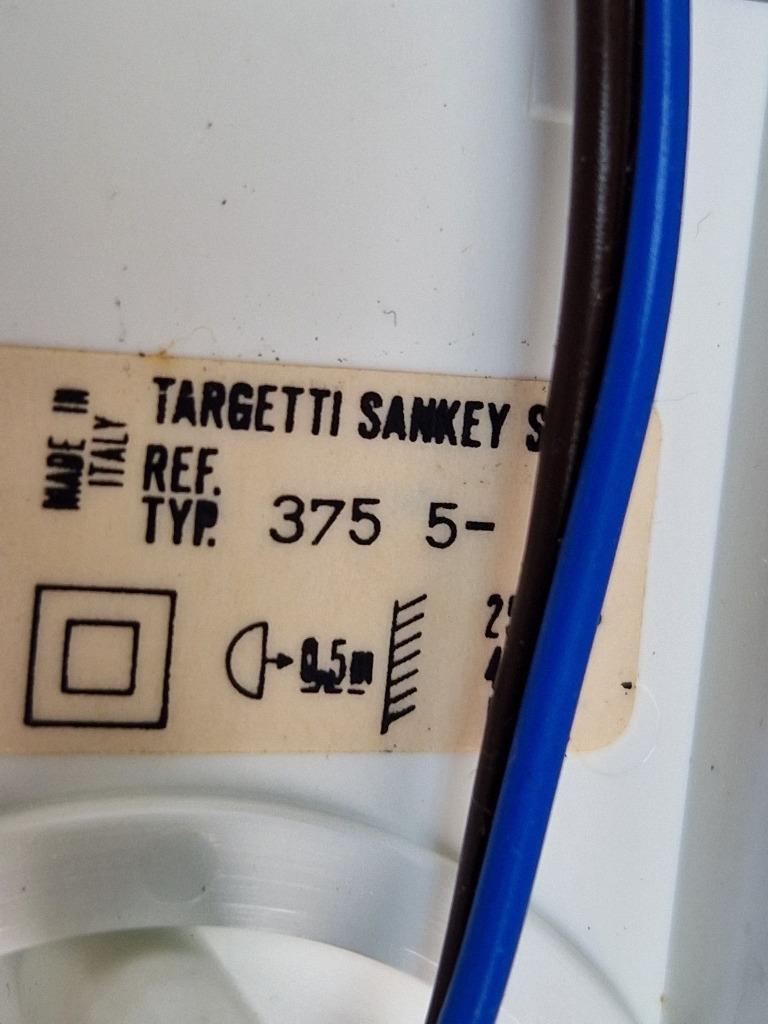 MADE IN
ITALY
TARGETTI SANKEY
REF.
TYP. 375 5-
0,5m